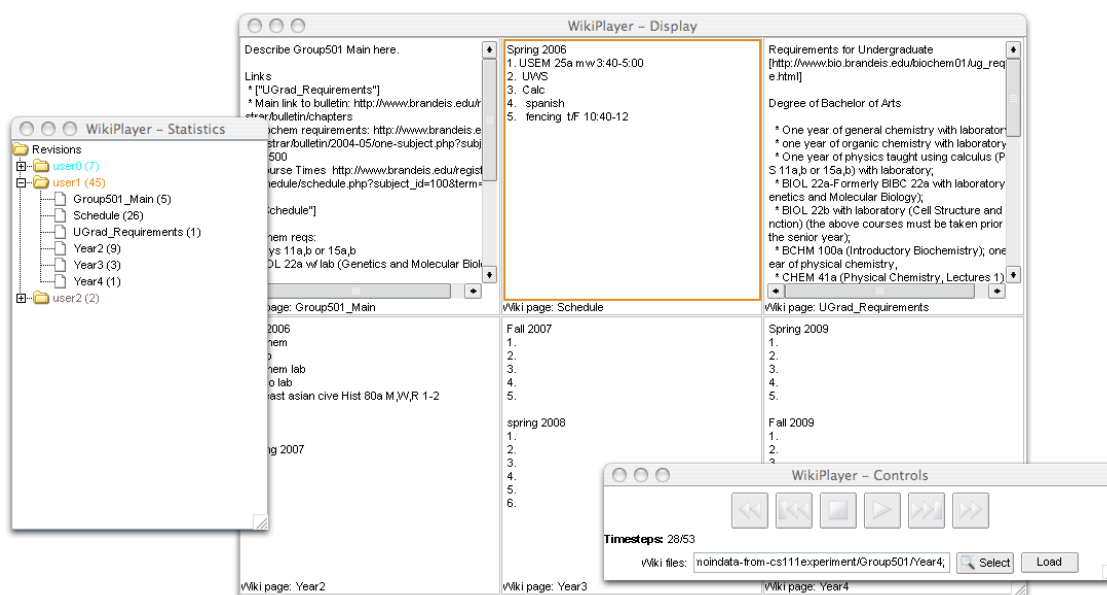 WikiPlayer – Display
Describe Group501 Main here.
Links
* ["UGrad_Requirements"]
* Main link to bulletin: http://www.brandeis.edu/r
strar/bulletin/chapters
chem requirements: http://www.brandeis.e
strar/bulletin/2004-05/one-subject.php?subj
500
urse Times http://www.brandeis.edu/regist
hedule/schedule.php?subject_id=100&term=
chedule"]
hem reqs:
ys 11a,b or 15a,b
OL 22a w/ lab (Genetics and Molecular Biol
page: Group501_Main
Spring 2006
1. USEM 25a mw 3:40-5:00
2. UWS
3. Calc
4. spanish
5. fencing t/F 10:40-12
Wiki page: Schedule
Requirements for Undergraduate
[http://www.bio.brandeis.edu/biochem01/ug_req
e.html]
Degree of Bachelor of Arts
* One year of general chemistry with laboratory
* one year of organic chemistry with laboratory
* One year of physics taught using calculus (P
S 11a,b or 15a,b) with laboratory;
* BIOL 22a-Formerly BIBC 22a with laboratory
enetics and Molecular Biology);
* BIOL 22b with laboratory (Cell Structure and
nction) (the above courses must be taken prior
the senior year);
* BCHM 100a (Introductory Biochemistry); one
ear of physical chemistry,
* CHEM 41a (Physical Chemistry, Lectures 1)
Wiki page: UGrad_Requirements
WikiPlayer – Statistics
Revisions
user0 (7)
user1 (45)
Group501_Main (5)
Schedule (26)
UGrad_Requirements (1)
Year2 (9)
Year3 (3)
Year4 (1)
user2 (2)
2006
hem
hem lab
o lab
east asian cive Hist 80a M,W,R 1-2
ng 2007
Wiki page: Year2
Fall 2007
1.
2.
3.
4.
5.
spring 2008
1.
2.
3.
4.
5.
6.
Wiki page: Year3
Spring 2009
1.
2.
3.
4.
5.
Fall 2009
1.
2.
3.
Wiki page: Year4
WikiPlayer – Controls
Timesteps: 28/53
Wiki files: noindata-from-cs111experiment/Group501/Year4; Select Load